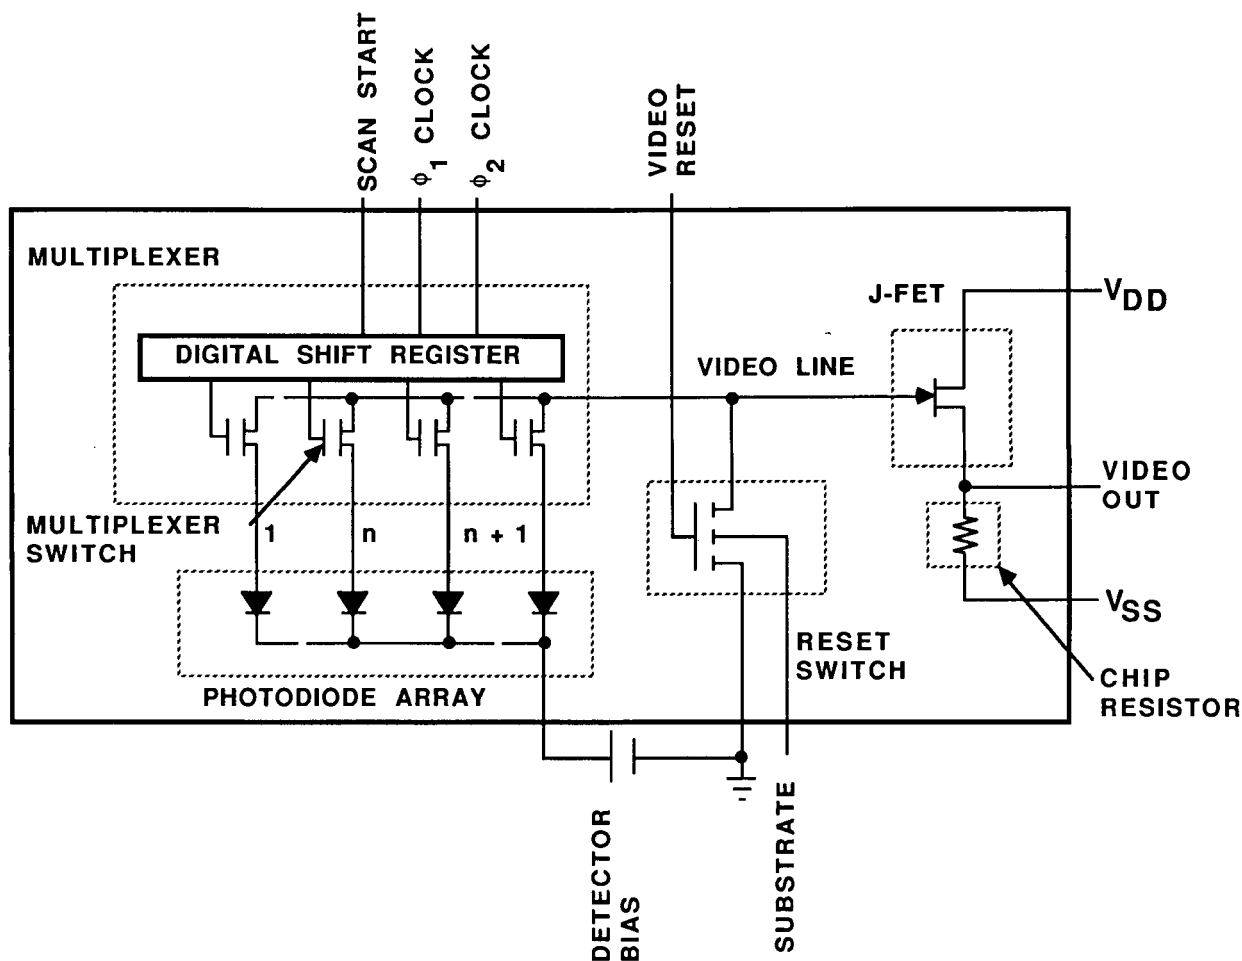 SCAN START
ϕ1 CLOCK
ϕ2 CLOCK
VIDEO
RESET
MULTIPLEXER
J-FET
VDD
DIGITAL SHIFT REGISTER
VIDEO LINE
VIDEO
OUT
MULTIPLEXER
SWITCH
1
n
n + 1
VSS
RESET
SWITCH
PHOTODIODE ARRAY
CHIP
RESISTOR
DETECTOR
BIAS
SUBSTRATE